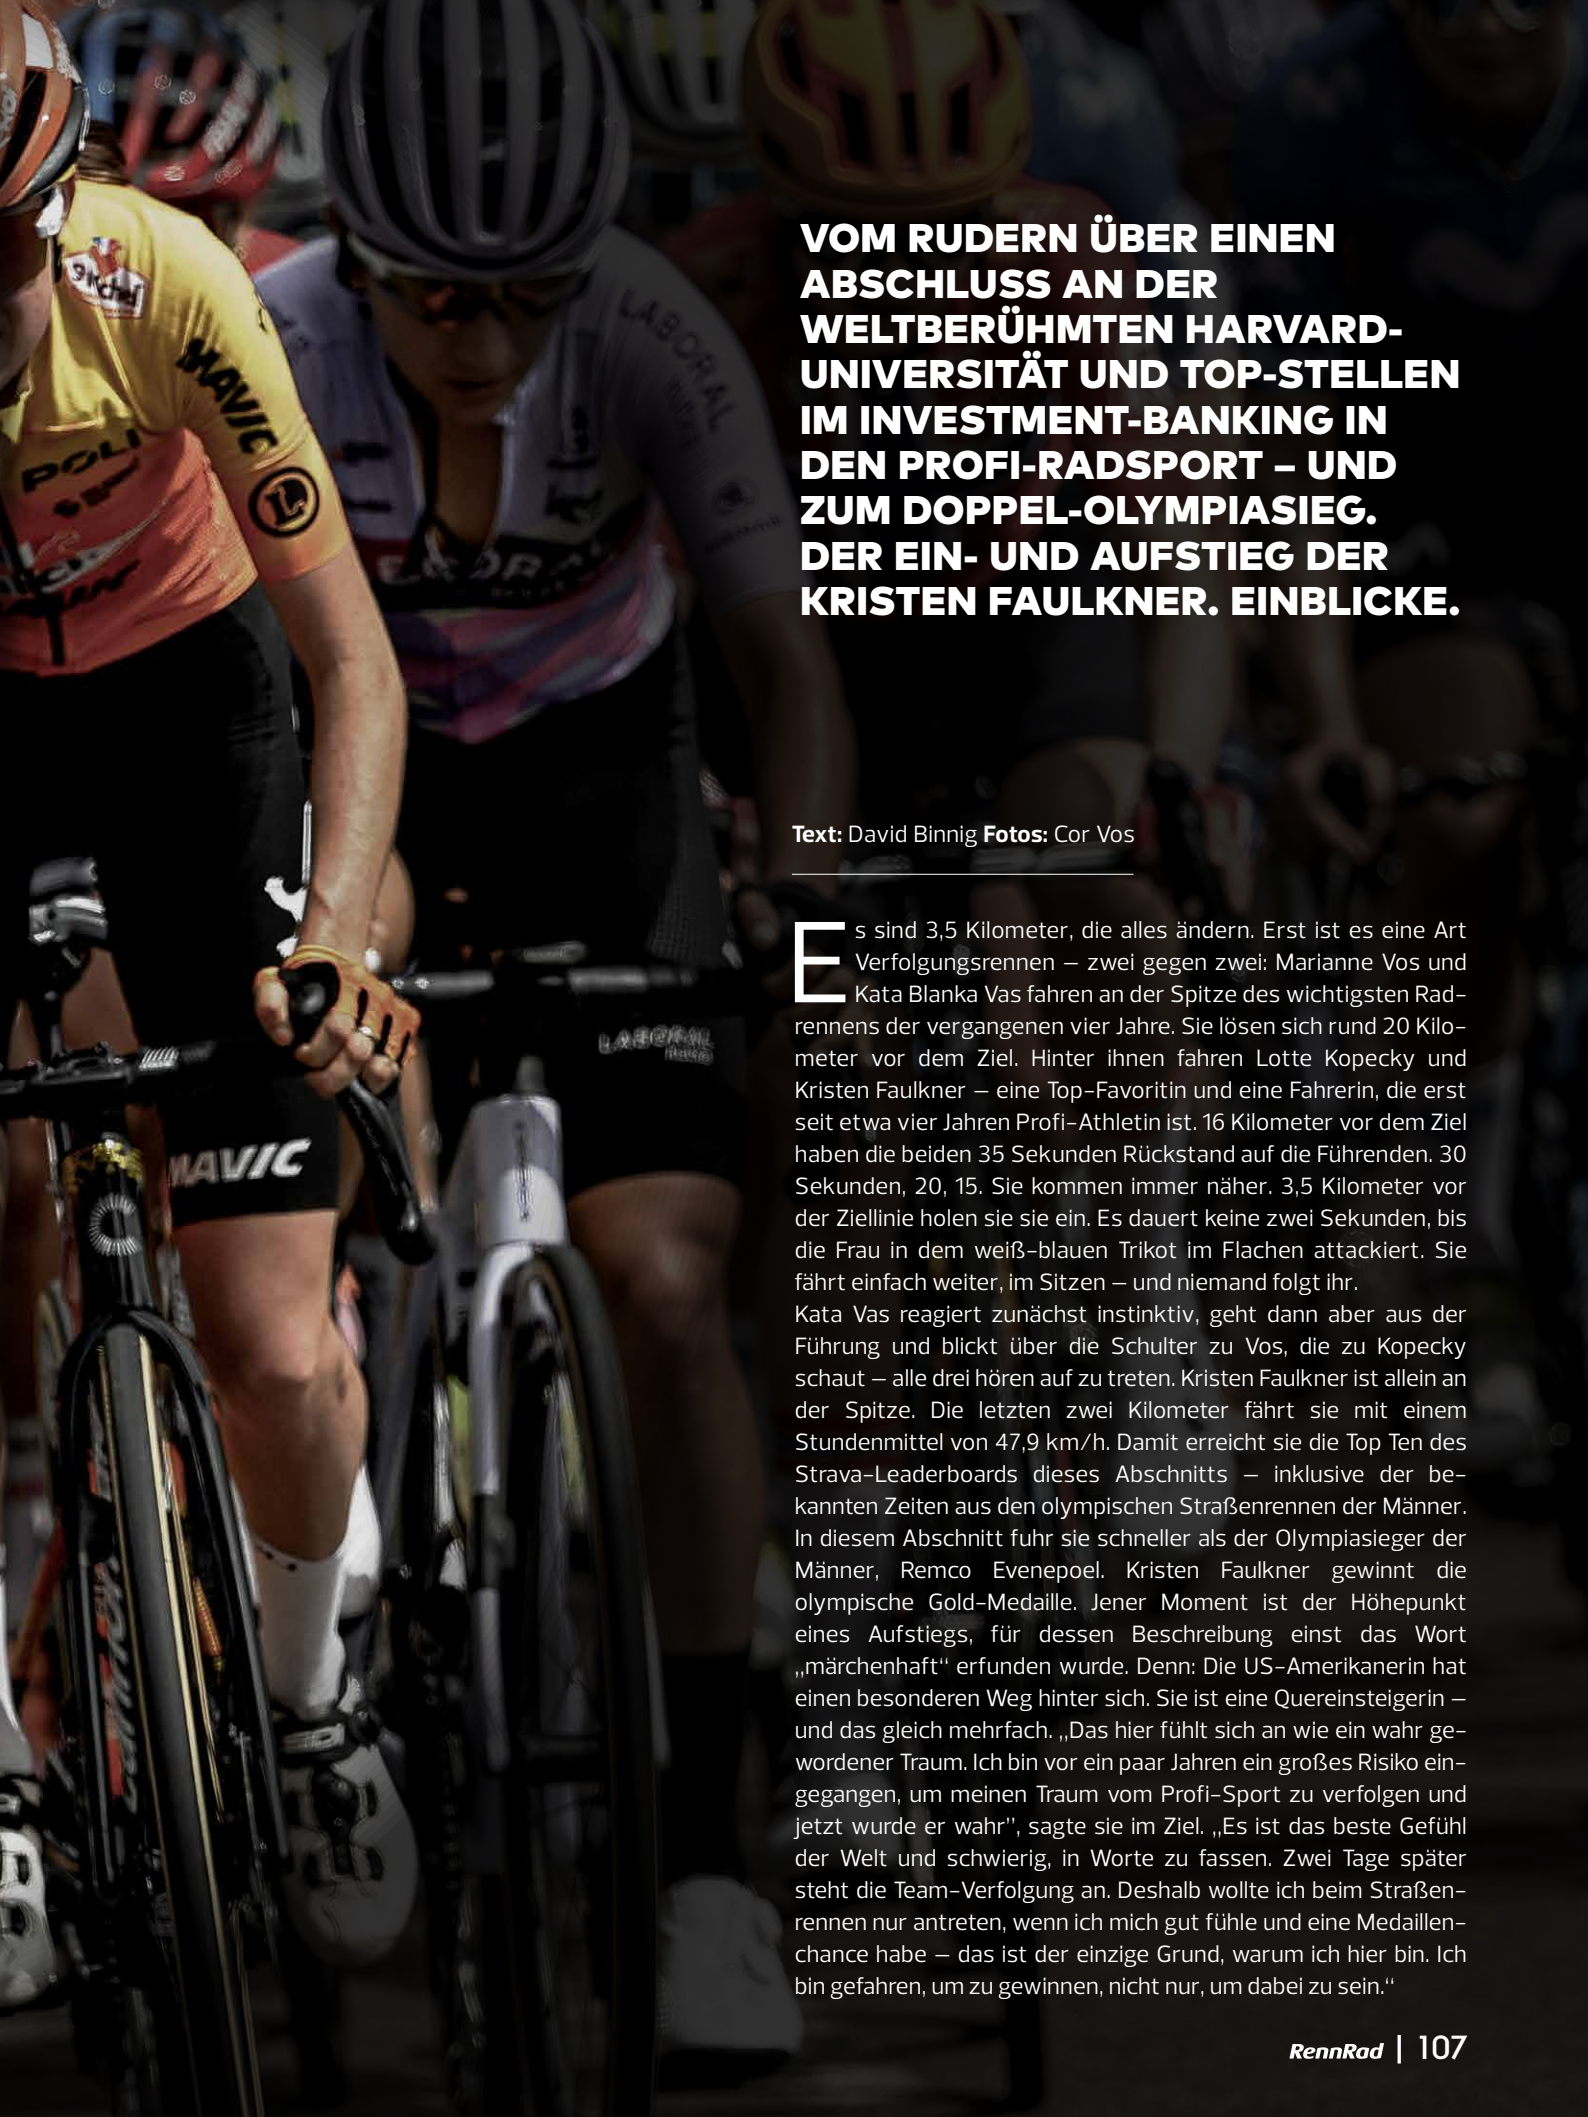 MAVIC
POLI
L
LABORAL
LABORAL
MAVIC
VOM RUDERN ÜBER EINEN
ABSCHLUSS AN DER
WELTBERÜHMTEN HARVARD-
UNIVERSITÄT UND TOP-STELLEN
IM INVESTMENT-BANKING IN
DEN PROFI-RADSPORT – UND
ZUM DOPPEL-OLYMPIASIEG.
DER EIN- UND AUFSTIEG DER
KRISTEN FAULKNER. EINBLICKE.
Text: David Binnig Fotos: Cor Vos
Es sind 3,5 Kilometer, die alles ändern. Erst ist es eine Art
Verfolgungsrennen – zwei gegen zwei: Marianne Vos und
Kata Blanka Vas fahren an der Spitze des wichtigsten Rad-
rennens der vergangenen vier Jahre. Sie lösen sich rund 20 Kilo-
meter vor dem Ziel. Hinter ihnen fahren Lotte Kopecky und
Kristen Faulkner – eine Top-Favoritin und eine Fahrerin, die erst
seit etwa vier Jahren Profi-Athletin ist. 16 Kilometer vor dem Ziel
haben die beiden 35 Sekunden Rückstand auf die Führenden. 30
Sekunden, 20, 15. Sie kommen immer näher. 3,5 Kilometer vor
der Ziellinie holen sie sie ein. Es dauert keine zwei Sekunden, bis
die Frau in dem weiß-blauen Trikot im Flachen attackiert. Sie
fährt einfach weiter, im Sitzen – und niemand folgt ihr.
Kata Vas reagiert zunächst instinktiv, geht dann aber aus der
Führung und blickt über die Schulter zu Vos, die zu Kopecky
schaut – alle drei hören auf zu treten. Kristen Faulkner ist allein an
der Spitze. Die letzten zwei Kilometer fährt sie mit einem
Stundenmittel von 47,9 km/h. Damit erreicht sie die Top Ten des
Strava-Leaderboards dieses Abschnitts – inklusive der be-
kannten Zeiten aus den olympischen Straßenrennen der Männer.
In diesem Abschnitt fuhr sie schneller als der Olympiasieger der
Männer, Remco Evenepoel. Kristen Faulkner gewinnt die
olympische Gold-Medaille. Jener Moment ist der Höhepunkt
eines Aufstiegs, für dessen Beschreibung einst das Wort
„märchenhaft“ erfunden wurde. Denn: Die US-Amerikanerin hat
einen besonderen Weg hinter sich. Sie ist eine Quereinsteigerin –
und das gleich mehrfach. „Das hier fühlt sich an wie ein wahr ge-
wordener Traum. Ich bin vor ein paar Jahren ein großes Risiko ein-
gegangen, um meinen Traum vom Profi-Sport zu verfolgen und
jetzt wurde er wahr”, sagte sie im Ziel. „Es ist das beste Gefühl
der Welt und schwierig, in Worte zu fassen. Zwei Tage später
steht die Team-Verfolgung an. Deshalb wollte ich beim Straßen-
rennen nur antreten, wenn ich mich gut fühle und eine Medaillen-
chance habe – das ist der einzige Grund, warum ich hier bin. Ich
bin gefahren, um zu gewinnen, nicht nur, um dabei zu sein.“
RennRad | 107